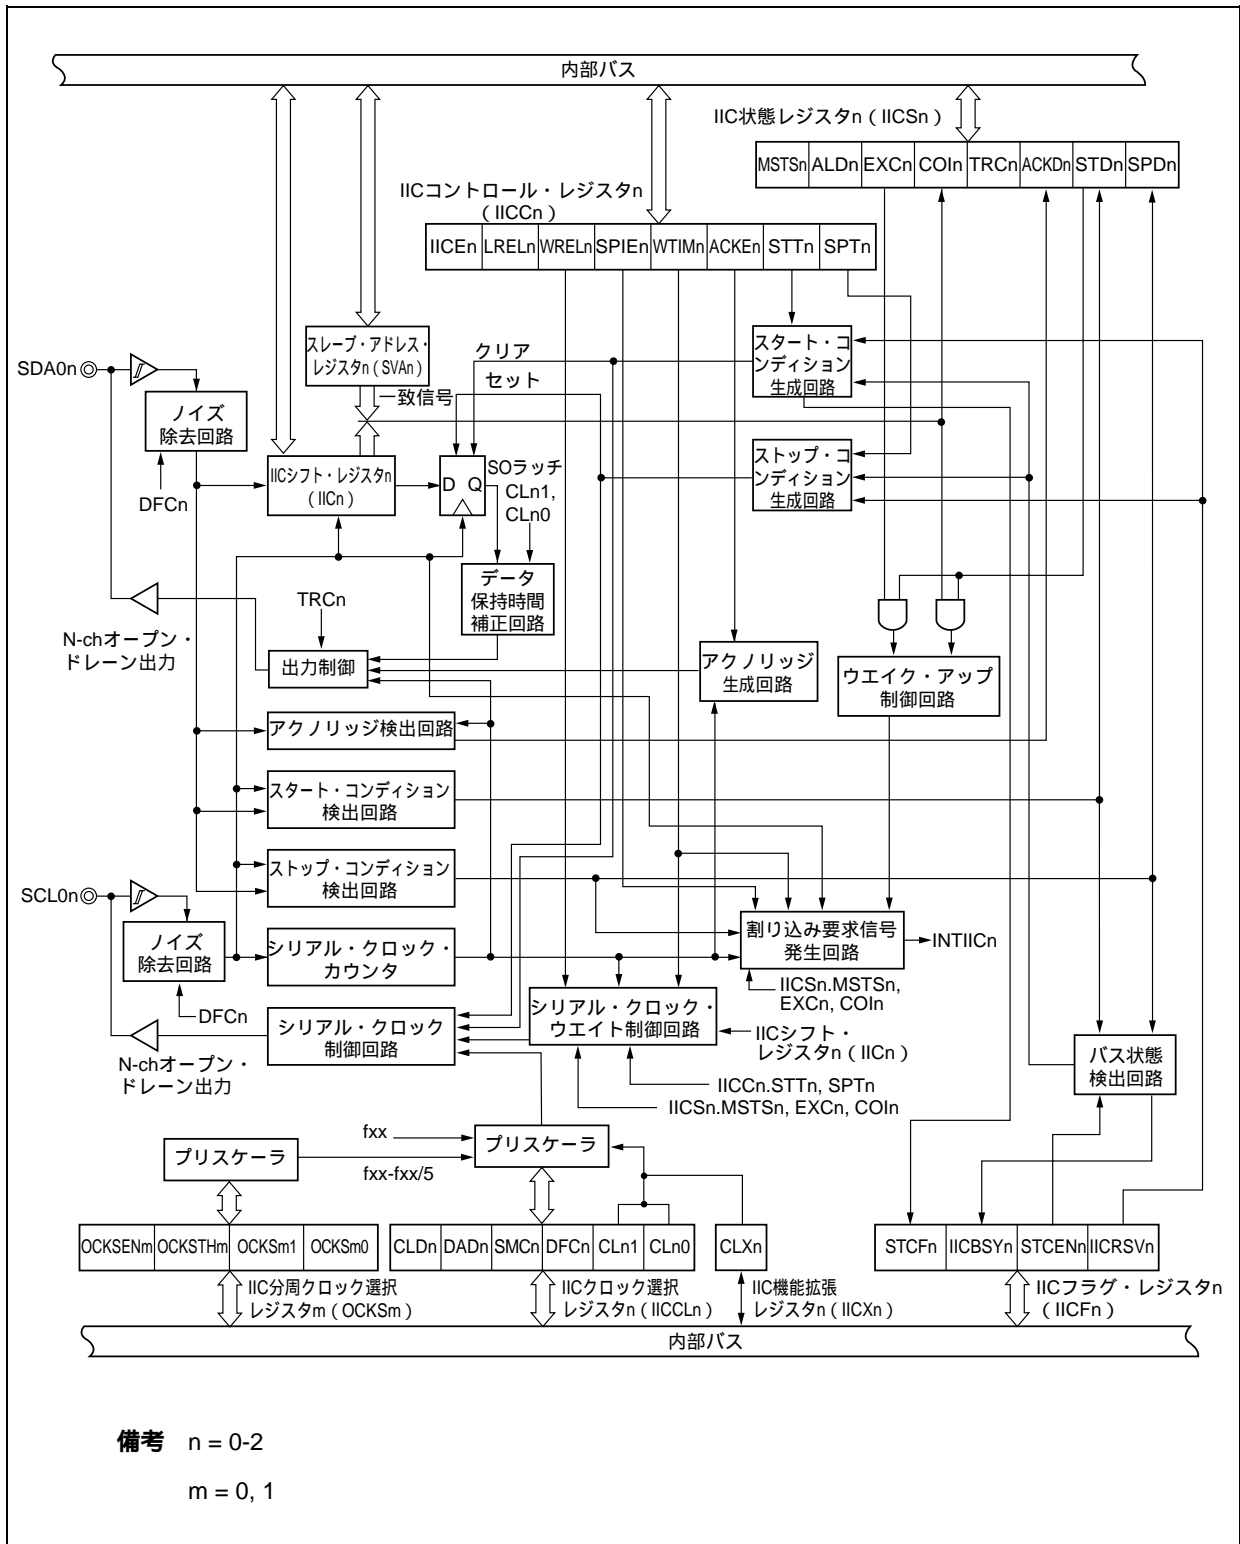 内部バス
IIC状態レジスタn（IICSn）
MSTSn ALDn EXCn COIn TRCn ACKDn STDn SPDn
IICコントロール・レジスタn
（IICCn）
IICEn LRELn WRELn SPIEn WTIMn ACKEn STTn SPTn
スレーブ・アドレス・
レジスタn（SVAn）
クリア
セット
スタート・コ
ンディション
生成回路
SDA0n
一致信号
ノイズ
除去回路
DFCn
IICシフト・レジスタn
（IICn）
D Q
SOラッチ
CLn1,
CLn0
ストップ・コ
ンディション
生成回路
データ
保持時間
補正回路
TRCn
N-chオープン・
ドレーン出力
出力制御
アクノリッジ
生成回路
ウエイク・アップ
制御回路
アクノリッジ検出回路
スタート・コンディション
検出回路
ストップ・コンディション
検出回路
SCL0n
ノイズ
除去回路
DFCn
シリアル・クロック・
カウンタ
割り込み要求信号
発生回路
INTIICn
IICSn.MSTSn,
EXCn, COIn
シリアル・クロック
制御回路
シリアル・クロック・
ウエイト制御回路
IICシフト・
レジスタn（IICn）
N-chオープン・
ドレーン出力
バス状態
検出回路
IICCn.STTn, SPTn
IICSn.MSTSn, EXCn, COIn
プリスケーラ
fxx
fxx-fxx/5
プリスケーラ
OCKSENm OCKSTHm OCKSm1 OCKSm0
CLDn DADn SMCn DFCn CLn1 CLn0
CLXn
STCFn IICBSYn STCENn IICRSVn
IIC分周クロック選択
レジスタm（OCKSm）
IICクロック選択
レジスタn（IICCLn）
IIC機能拡張
レジスタn（IICXn）
IICフラグ・レジスタn
（IICFn）
内部バス
備考 n = 0-2
m = 0, 1